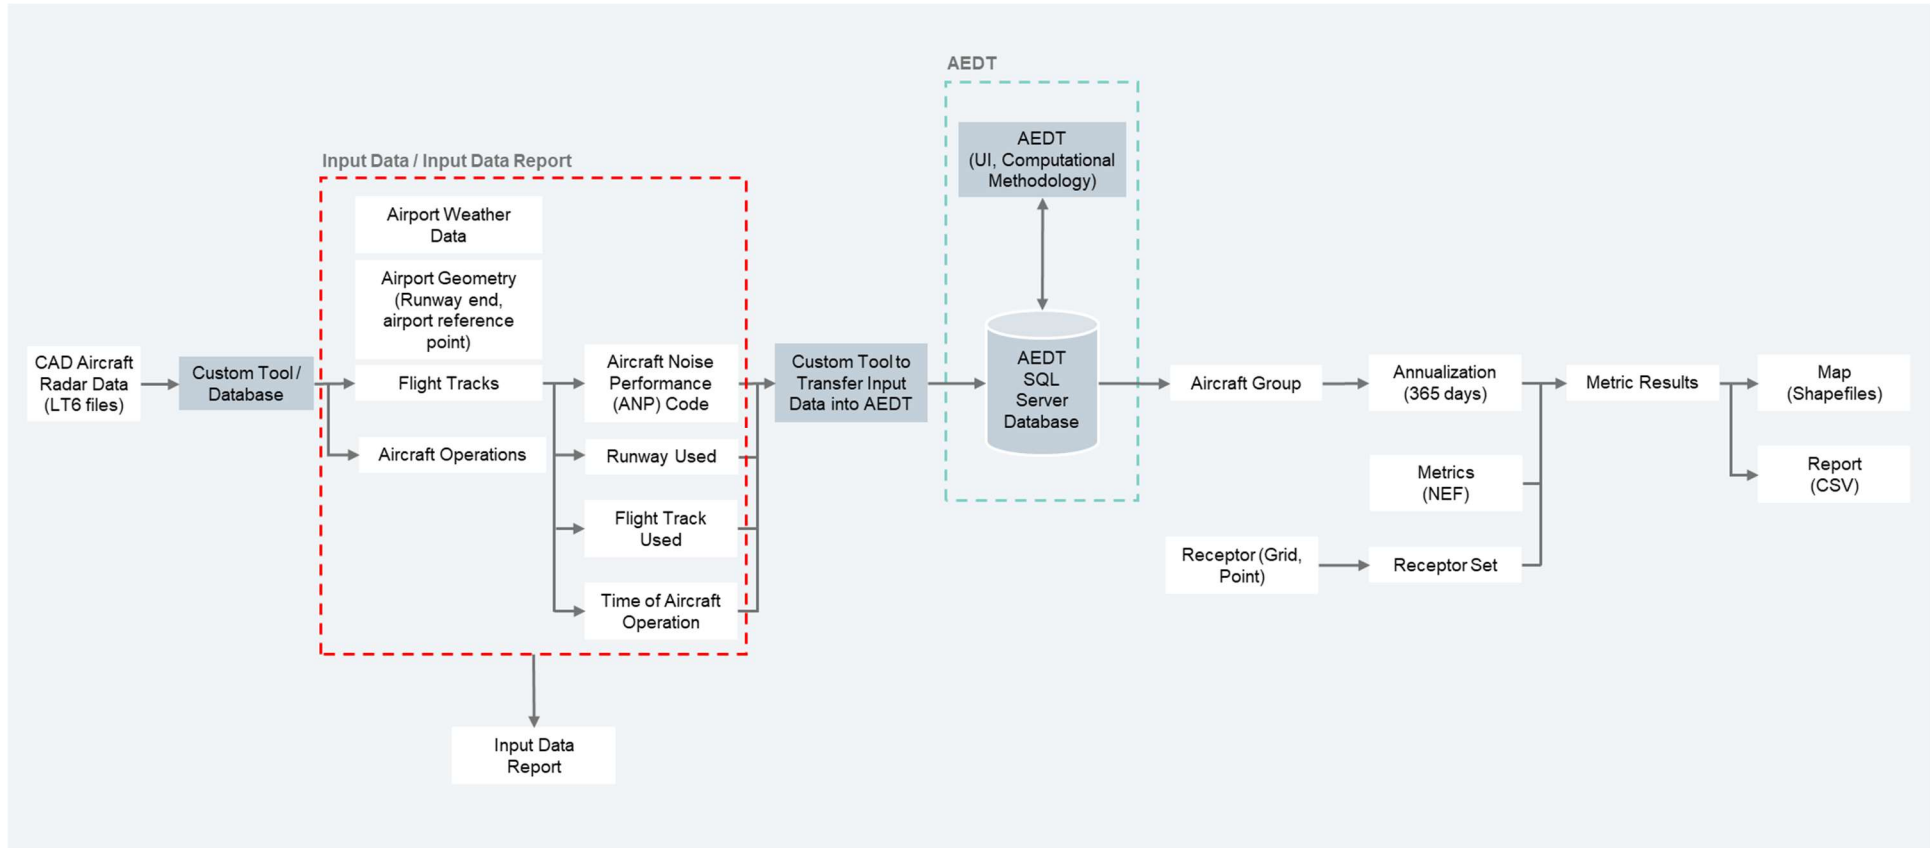 AEDT
AEDT
(UI, Computational
Methodology)
Input Data / Input Data Report
Airport Weather
Data
Airport Geometry
(Runway end,
airport reference
point)
CAD Aircraft
Radar Data
(LT6 files)
Custom Tool /
Database
Flight Tracks
Aircraft Operations
Aircraft Noise
Performance
(ANP) Code
Runway Used
Flight Track
Used
Time of Aircraft
Operation
Custom Tool to
Transfer Input
Data into AEDT
AEDT
SQL
Server
Database
Aircraft Group
Annualization
(365 days)
Metrics
(NEF)
Receptor (Grid,
Point)
Receptor Set
Metric Results
Map
(Shapefiles)
Report
(CSV)
Input Data
Report